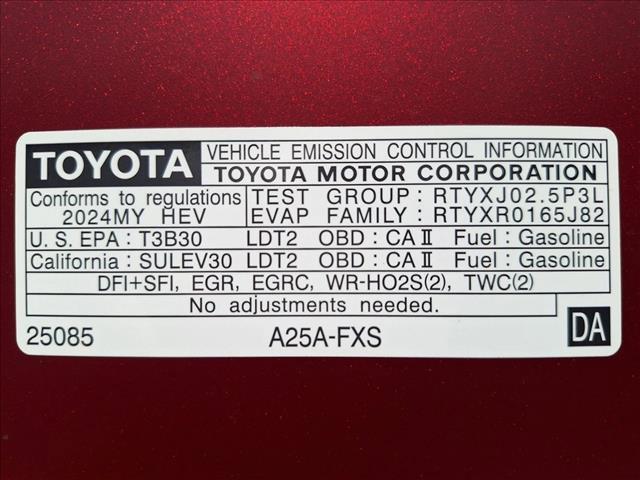 TOYOTA VEHICLE EMISSION CONTROL INFORMATION
TOYOTA MOTOR CORPORATION
Conforms to regulations TEST GROUP : RTYXJ02.5P3L
2024MY HEV EVAP FAMILY : RTYXR0165J82
U.S. EPA : T3B30 LDT2 OBD : CA II Fuel : Gasoline
California : SULEV30 LDT2 OBD : CA II Fuel : Gasoline
DFI+SFI, EGR, EGRC, WR-HO2S(2), TWC(2)
No adjustments needed.
25085 A25A-FXS DA